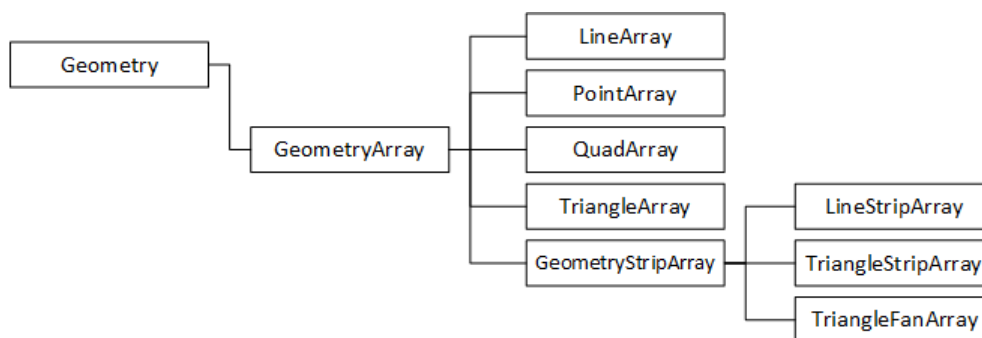 Geometry
GeometryArray
LineArray
PointArray
QuadArray
TriangleArray
GeometryStripArray
LineStripArray
TriangleStripArray
TriangleFanArray